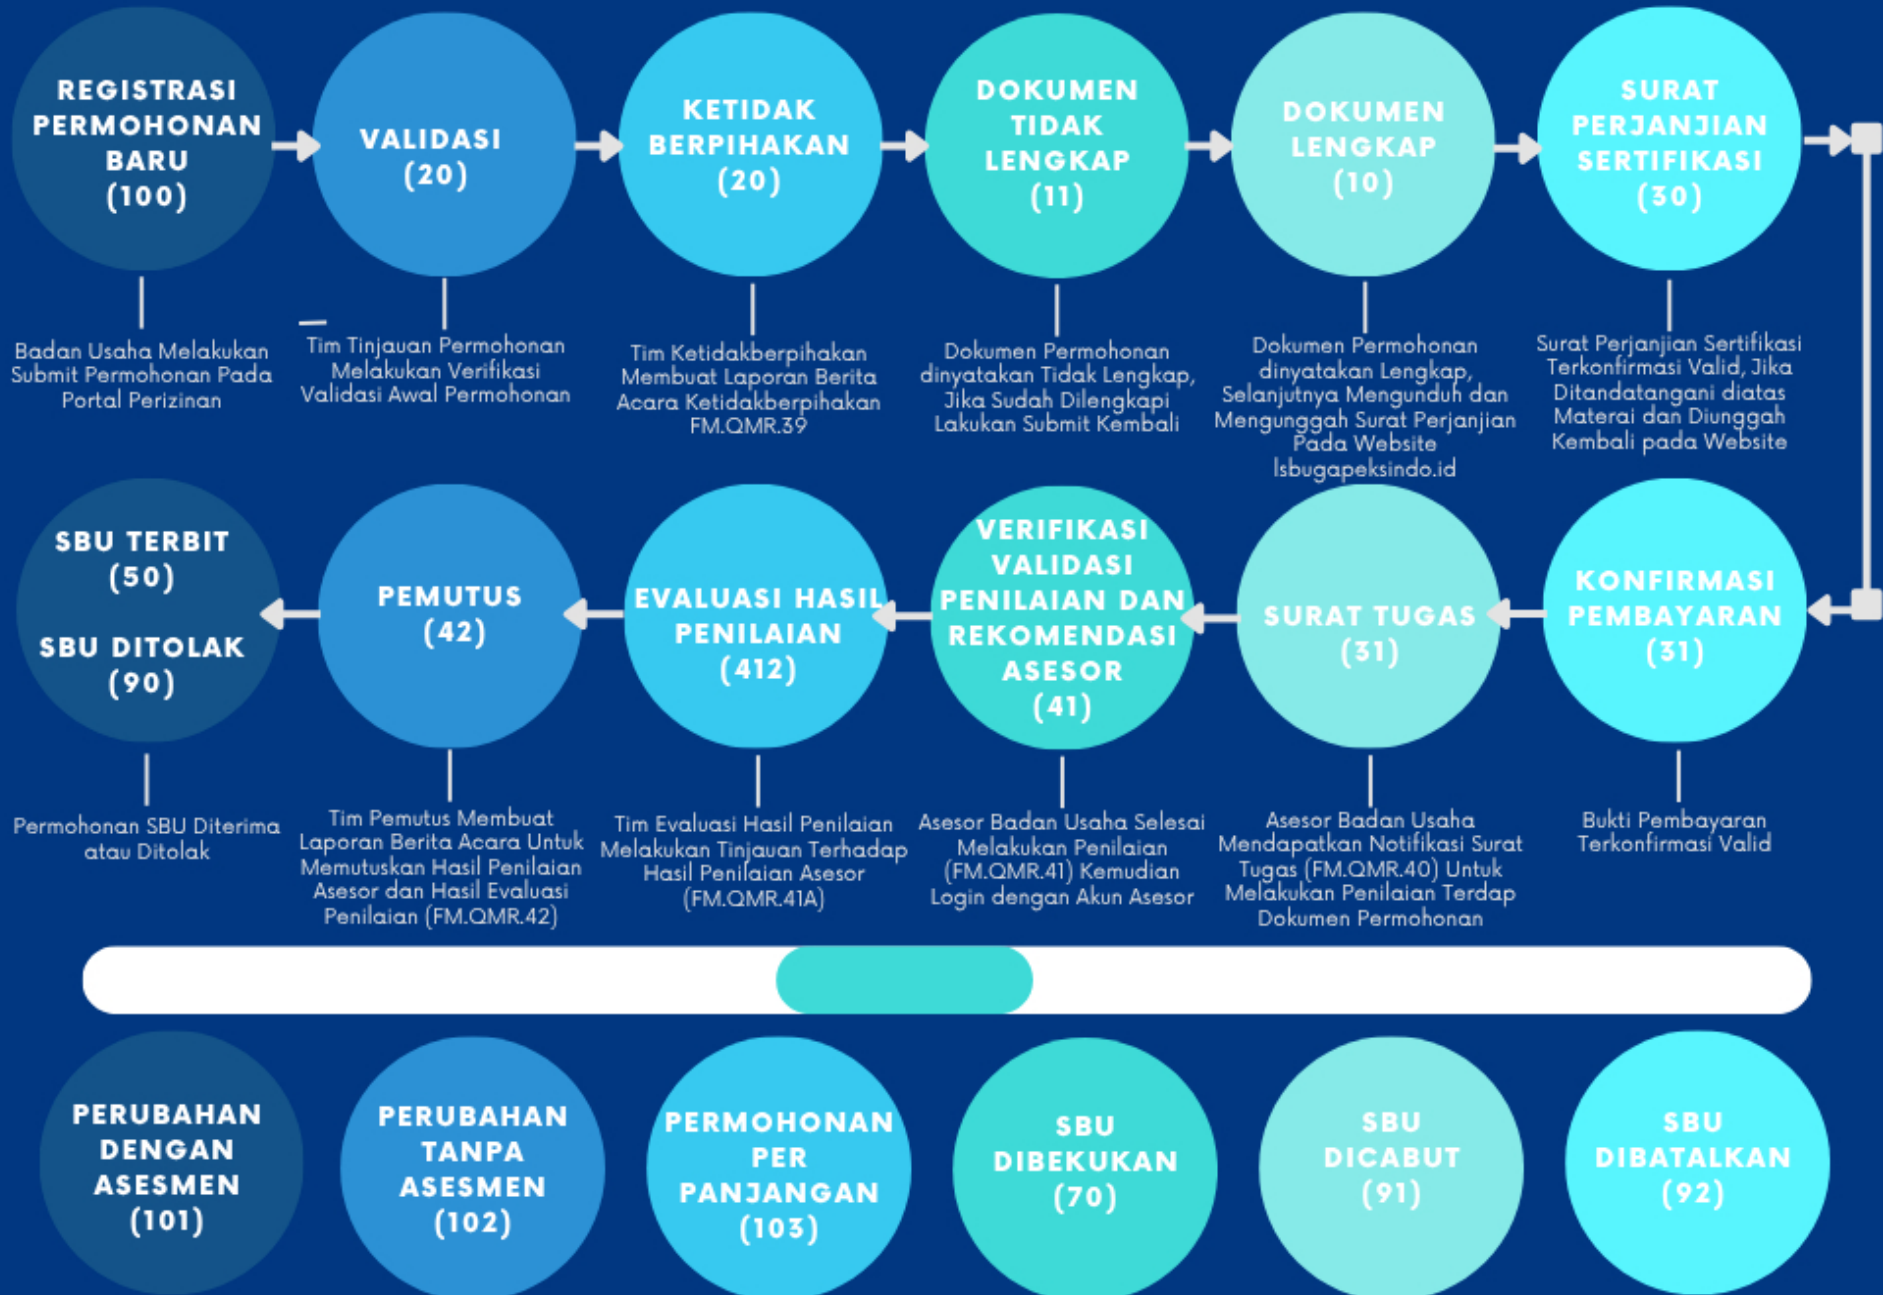 REGISTRASI
PERMOHONAN
BARU
(100)
VALIDASI
(20)
KETIDAK
BERPIHAKAN
(20)
DOKUMEN
TIDAK
LENGKAP
(11)
DOKUMEN
LENGKAP
(10)
SURAT
PERJANJIAN
SERTIFIKASI
(30)
Badan Usaha Melakukan
Submit Permohonan Pada
Portal Perizinan
Tim Tinjauan Permohonan
Melakukan Verifikasi
Validasi Awal Permohonan
Tim Ketidakberpihakan
Membuat Laporan Berita
Acara Ketidakberpihakan
FM.QMR.39
Dokumen Permohonan
dinyatakan Tidak Lengkap,
Jika Sudah Dilengkapi
Lakukan Submit Kembali
Dokumen Permohonan
dinyatakan Lengkap,
Selanjutnya Mengunduh dan
Mengunggah Surat Perjanjian
Pada Website
lsbugapeksindo.id
Surat Perjanjian Sertifikasi
Terkonfirmasi Valid, Jika
Ditandatangani diatas
Materai dan Diunggah
Kembali pada Website
SBU TERBIT
(50)
SBU DITOLAK
(90)
PEMUTUS
(42)
EVALUASI HASIL
PENILAIAN
(412)
VERIFIKASI
VALIDASI
PENILAIAN DAN
REKOMENDASI
ASESOR
(41)
SURAT TUGAS
(31)
KONFIRMASI
PEMBAYARAN
(31)
Permohonan SBU Diterima
atau Ditolak
Tim Pemutus Membuat
Laporan Berita Acara Untuk
Memutuskan Hasil Penilaian
Asesor dan Hasil Evaluasi
Penilaian (FM.QMR.42)
Tim Evaluasi Hasil Penilaian
Melakukan Tinjauan Terhadap
Hasil Penilaian Asesor
(FM.QMR.41A)
Asesor Badan Usaha Selesai
Melakukan Penilaian
(FM.QMR.41) Kemudian
Login dengan Akun Asesor
Asesor Badan Usaha
Mendapatkan Notifikasi Surat
Tugas (FM.QMR.40) Untuk
Melakukan Penilaian Terdap
Dokumen Permohonan
Bukti Pembayaran
Terkonfirmasi Valid
PERUBAHAN
DENGAN
ASESMEN
(101)
PERUBAHAN
TANPA
ASESMEN
(102)
PERMOHONAN
PER
PANJANGAN
(103)
SBU
DIBEKUKAN
(70)
SBU
DICABUT
(91)
SBU
DIBATALKAN
(92)